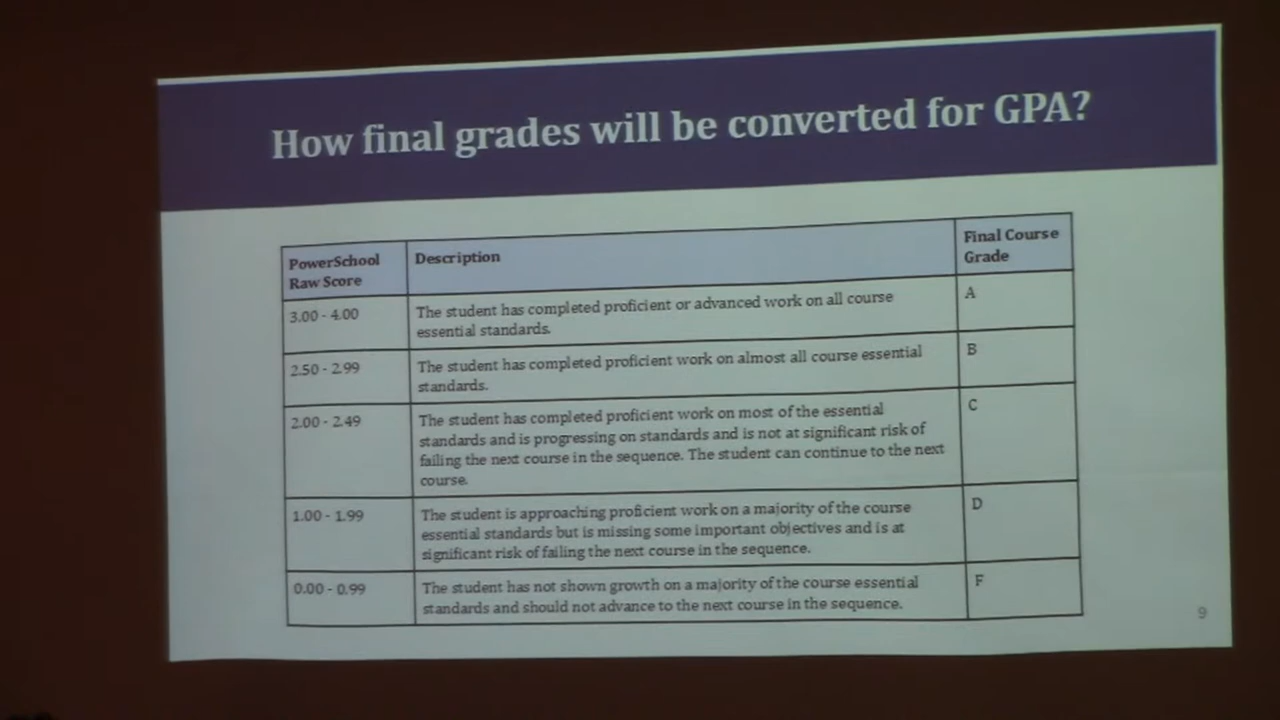 How final grades will be converted for GPA?
PowerSchool
Raw Score
Description
Final Course
Grade
3.00 - 4.00
The student has completed proficient or advanced work on all course
essential standards.
A
2.50 - 2.99
The student has completed proficient work on almost all course essential
standards.
B
2.00 - 2.49
The student has completed proficient work on most of the essential
standards and is progressing on standards and is not at significant risk of
failing the next course in the sequence. The student can continue to the next
course.
C
1.00 - 1.99
The student is approaching proficient work on a majority of the course
essential standards but is missing some important objectives and is at
significant risk of failing the next course in the sequence.
D
0.00 - 0.99
The student has not shown growth on a majority of the course essential
standards and should not advance to the next course in the sequence.
F
9